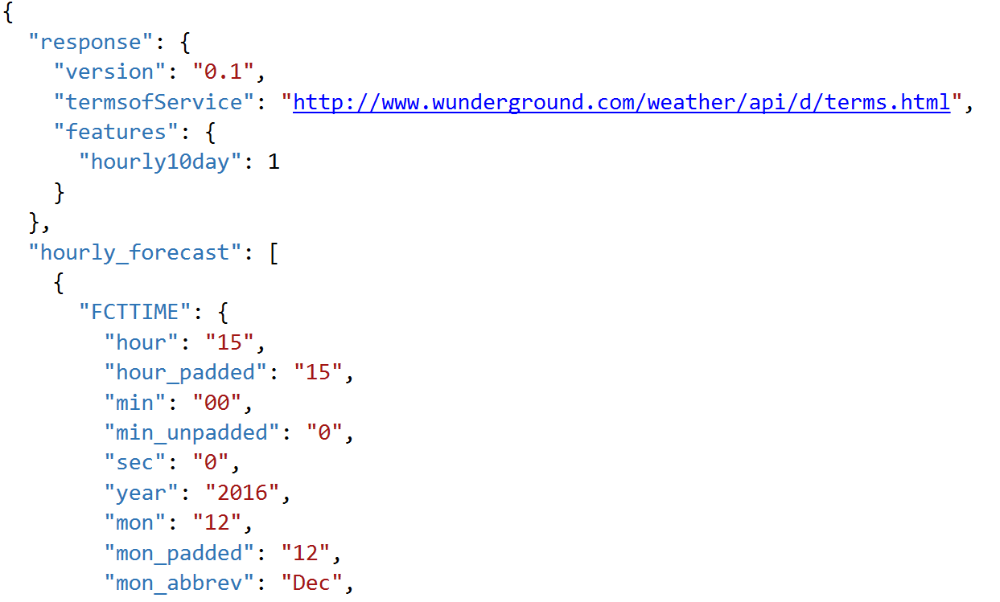 {
  "response": {
    "version": "0.1",
    "termsofService": "http://www.wunderground.com/weather/api/d/terms.html",
    "features": {
      "hourly10day": 1
    }
  },
  "hourly_forecast": [
    {
      "FCTTIME": {
        "hour": "15",
        "hour_padded": "15",
        "min": "00",
        "min_unpadded": "0",
        "sec": "0",
        "year": "2016",
        "mon": "12",
        "mon_padded": "12",
        "mon_abbrev": "Dec",